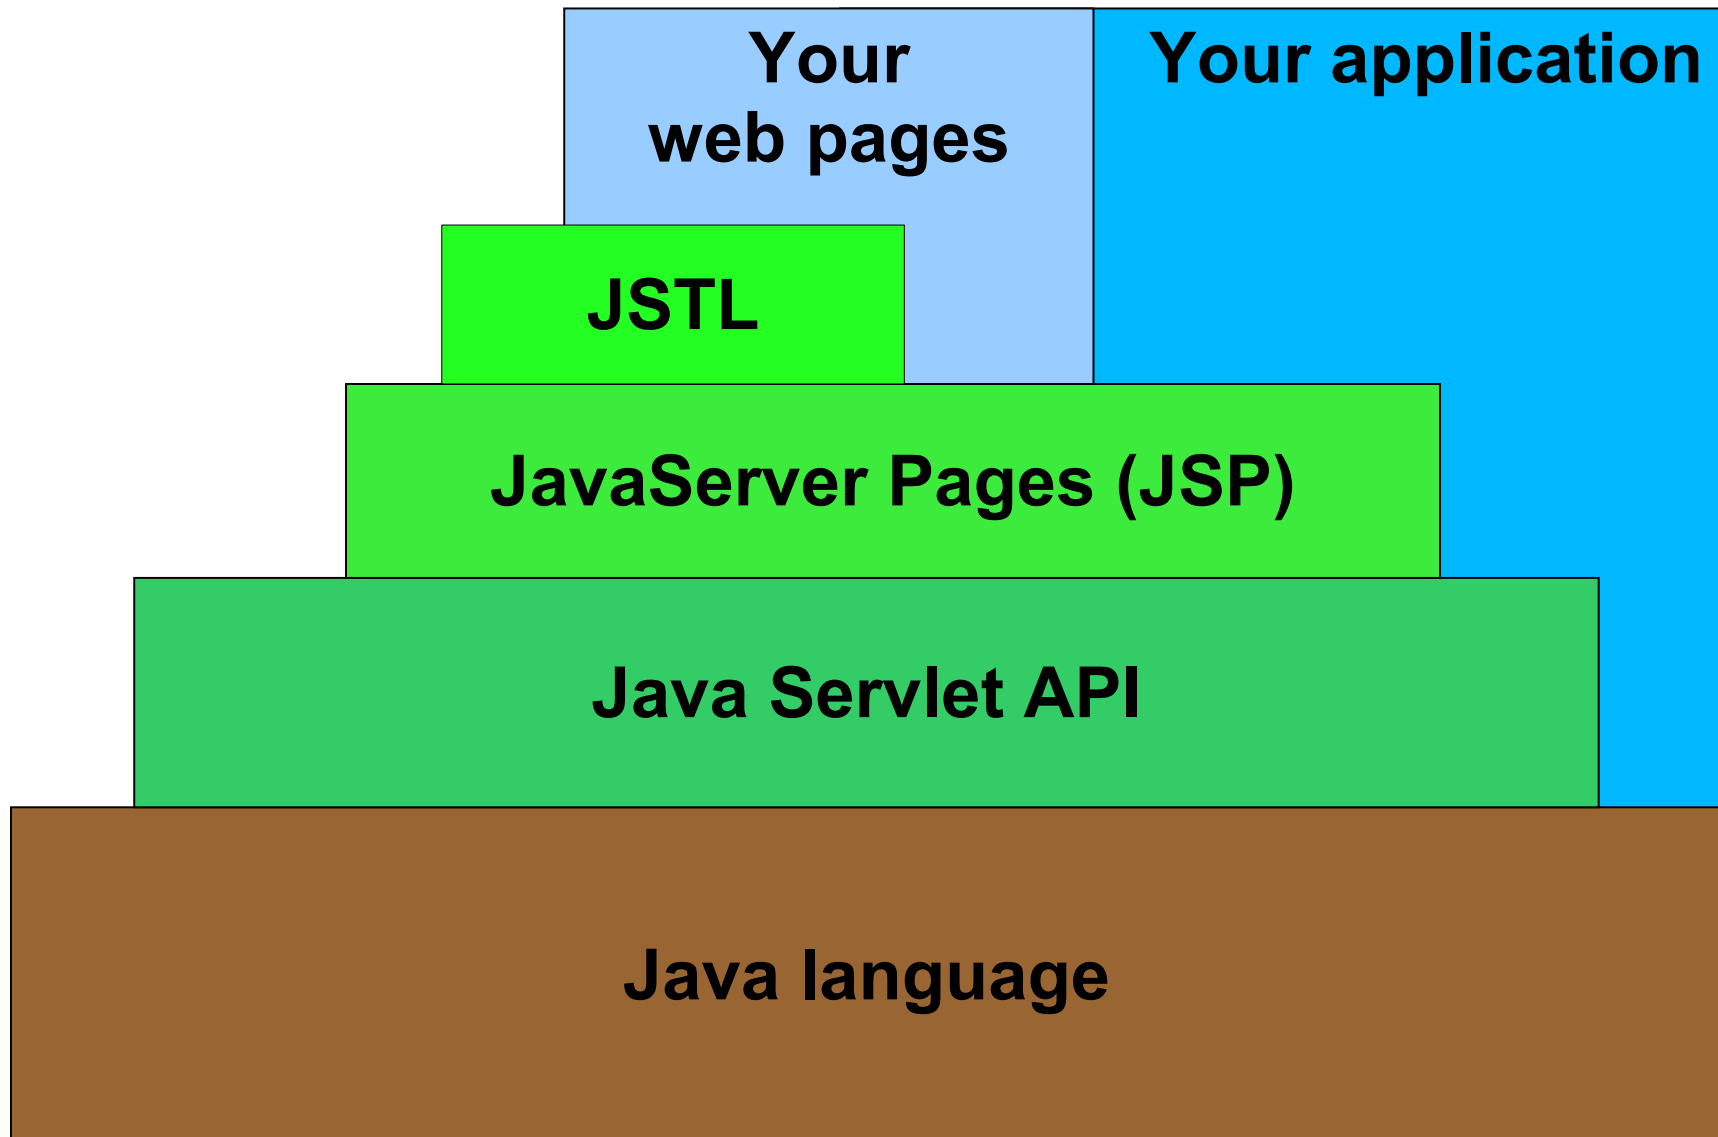 Your
web pages
Your application
JSTL
JavaServer Pages (JSP)
Java Servlet API
Java language